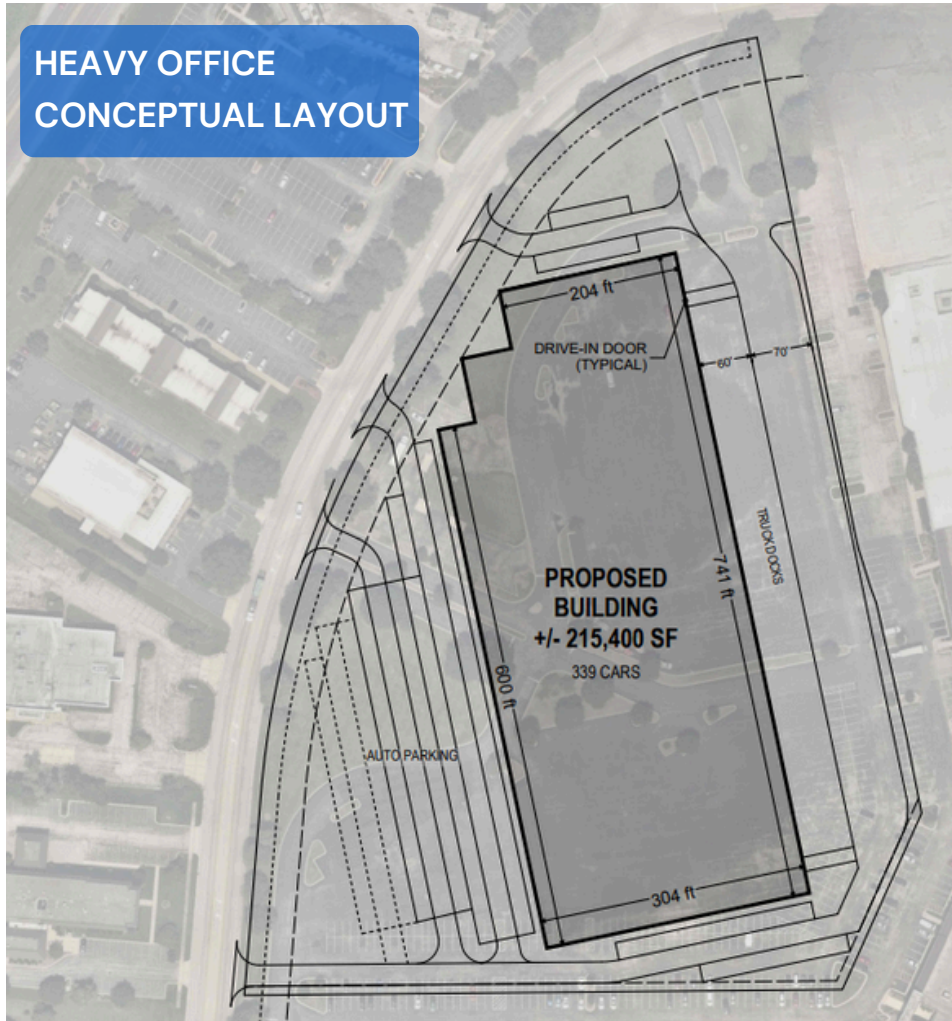 HEAVY OFFICE
CONCEPTUAL LAYOUT
204 ft
DRIVE-IN DOOR
(TYPICAL)
60'
70'
TRUCK DOCKS
741 ft
PROPOSED
BUILDING
+/- 215,400 SF
339 CARS
600 ft
AUTO PARKING
304 ft